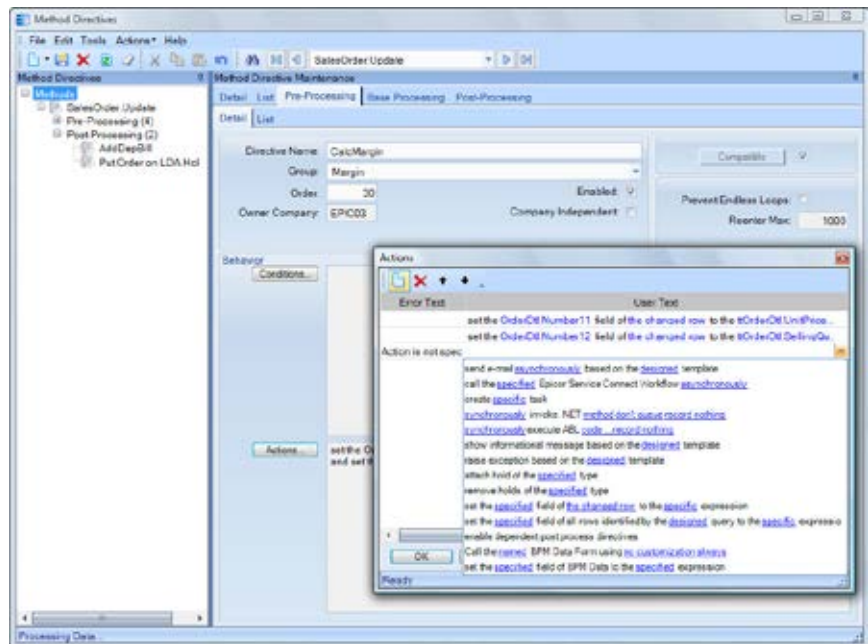 Method Directives
File Edit Tools Actions Help
SalesOrder.Update
Method Directives
Methods
SalesOrder.Update
Pre-Processing (4)
Post-Processing (2)
AddDepBill
PutOrder on LDA.Hol
Method Directive Maintenance
Detail List Pre-Processing Base Processing Post-Processing
Detail List
Directive Name: CalcMargin
Group: Margin
Order: 30
Enabled:
Owner Company: EPIC03
Company Independent:
Compatible
Prevent Endless Loops:
Reenter Max: 1000
Behavior
Conditions...
Actions...
set the O
and set th
Actions
Error Text User Text
set the OrderDtl.Number11 field of the changed row to the ttOrderDtl.UnitPrice...
set the OrderDtl.Number12 field of the changed row to the ttOrderDtl.SellingQu...
Action is not spec
send e-mail asynchronously based on the designed template
call the specified Epicor Service Connect Workflow asynchronously
create specific task
synchronously invoke .NET method don't queue record nothing
synchronously execute ABL code ...record nothing
show informational message based on the designed template
raise exception based on the designed template
attach hold of the specified type
remove holds of the specified type
set the specified field of the changed row to the specific expression
set the specified field of all rows identified by the designed query to the specific expressio
enable dependent post process directives
Call the named BPM Data Form using no customization always
set the specified field of BPM Data to the specified expression
OK
Ready
Processing Data...